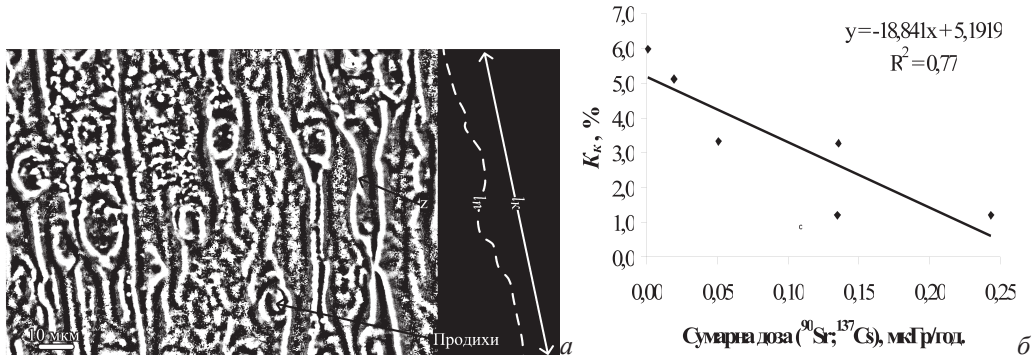 z
lₖ
10 мкм
Продихи
а
7,0
6,0
5,0
4,0
3,0
2,0
1,0
0,0
Kₖ, %
y = -18,841x + 5,1919
R² = 0,77
с
0,00 0,05 0,10 0,15 0,20 0,25
Сумарна доза (⁹⁰Sr; ¹³⁷Cs), мкГр/год.
б